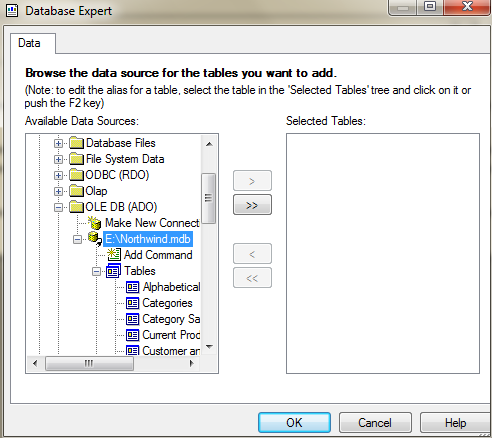 Database Expert
Data
Browse the data source for the tables you want to add.
(Note: to edit the alias for a table, select the table in the 'Selected Tables' tree and click on it or
push the F2 key)
Available Data Sources:
Selected Tables:
Database Files
File System Data
ODBC (RDO)
Olap
OLE DB (ADO)
Make New Connect
E:\Northwind.mdb
Add Command
Tables
Alphabetical
Categories
Category Sa
Current Proc
Customer an
>
>>
<
<<
OK
Cancel
Help